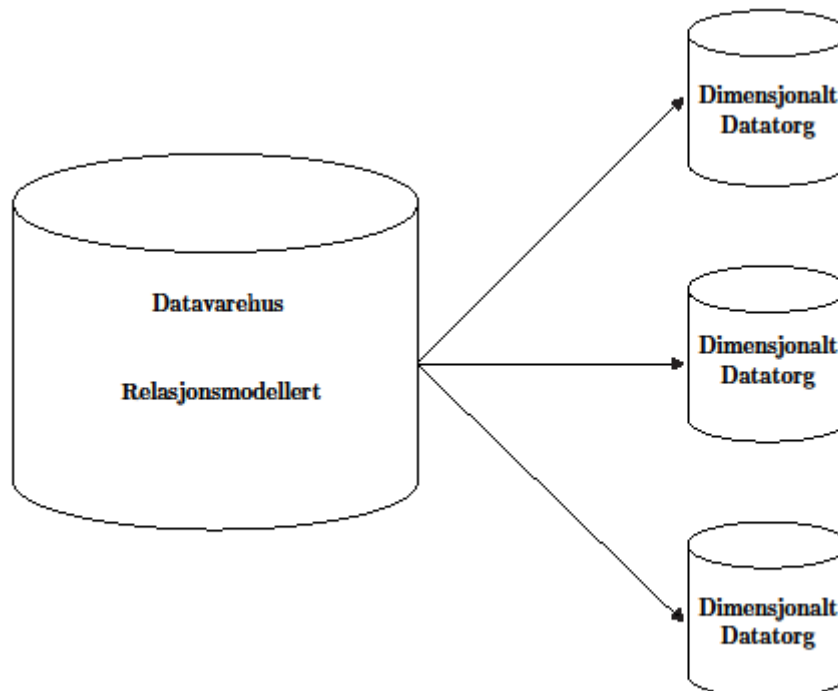 Dimensjonalt
Datatorg
Datavarehus
Relasjonsmodellert
Dimensjonalt
Datatorg
Dimensjonalt
Datatorg